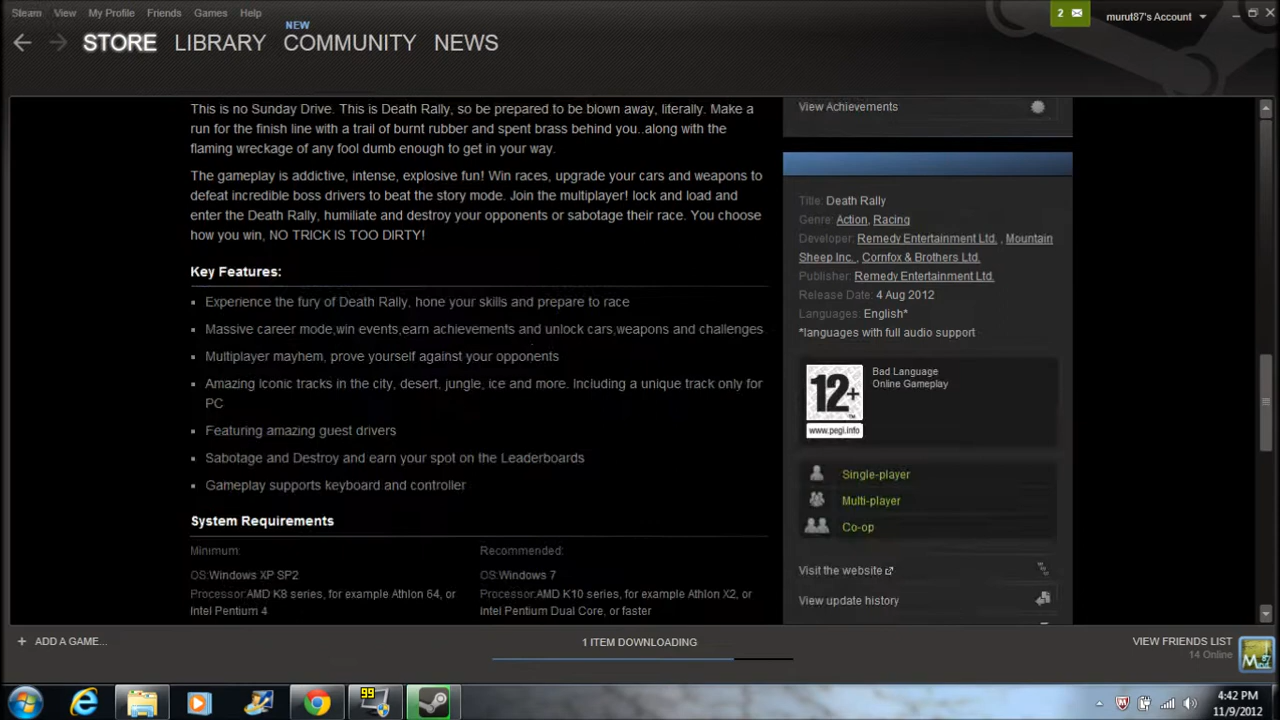 Steam View My Profile Friends Games Help
2 murut87's Account
NEW
STORE LIBRARY COMMUNITY NEWS
This is no Sunday Drive. This is Death Rally, so be prepared to be blown away, literally. Make a
run for the finish line with a trail of burnt rubber and spent brass behind you..along with the
flaming wreckage of any fool dumb enough to get in your way.
The gameplay is addictive, intense, explosive fun! Win races, upgrade your cars and weapons to
defeat incredible boss drivers to beat the story mode. Join the multiplayer! lock and load and
enter the Death Rally, humiliate and destroy your opponents or sabotage their race. You choose
how you win, NO TRICK IS TOO DIRTY!
Key Features:
Experience the fury of Death Rally, hone your skills and prepare to race
Massive career mode,win events,earn achievements and unlock cars,weapons and challenges
Multiplayer mayhem, prove yourself against your opponents
Amazing Iconic tracks in the city, desert, jungle, ice and more. Including a unique track only for
PC
Featuring amazing guest drivers
Sabotage and Destroy and earn your spot on the Leaderboards
Gameplay supports keyboard and controller
System Requirements
Minimum:
OS:Windows XP SP2
Processor:AMD K8 series, for example Athlon 64, or
Intel Pentium 4
Recommended:
OS:Windows 7
Processor:AMD K10 series, for example Athlon X2, or
Intel Pentium Dual Core, or faster
View Achievements
Title: Death Rally
Genre: Action, Racing
Developer: Remedy Entertainment Ltd. , Mountain
Sheep Inc. , Cornfox & Brothers Ltd.
Publisher: Remedy Entertainment Ltd.
Release Date: 4 Aug 2012
Languages: English*
*languages with full audio support
12+
www.pegi.info
Bad Language
Online Gameplay
Single-player
Multi-player
Co-op
Visit the website
View update history
+ ADD A GAME...
1 ITEM DOWNLOADING
VIEW FRIENDS LIST
14 Online
99
4:42 PM
11/9/2012